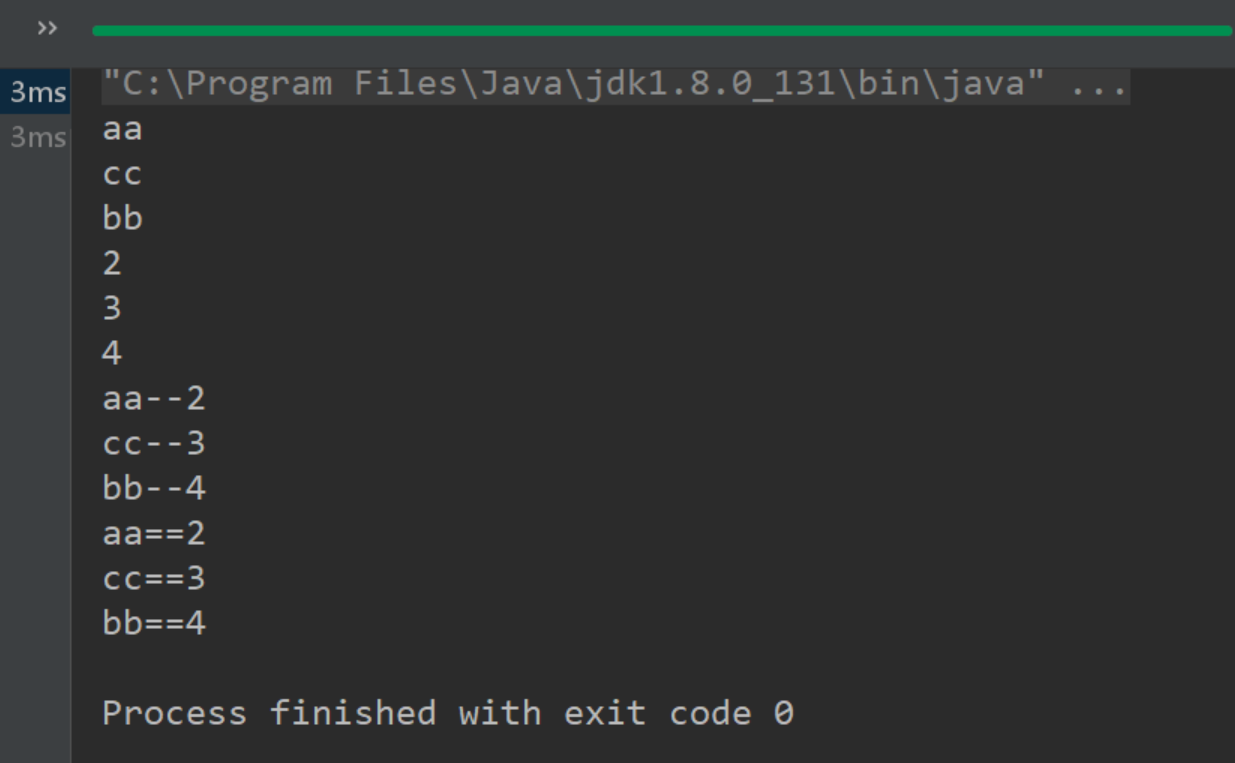 "C:\Program Files\Java\jdk1.8.0_131\bin\java" ...
3ms
3ms
aa
cc
bb
2
3
4
aa--2
cc--3
bb--4
aa==2
cc==3
bb==4
Process finished with exit code 0